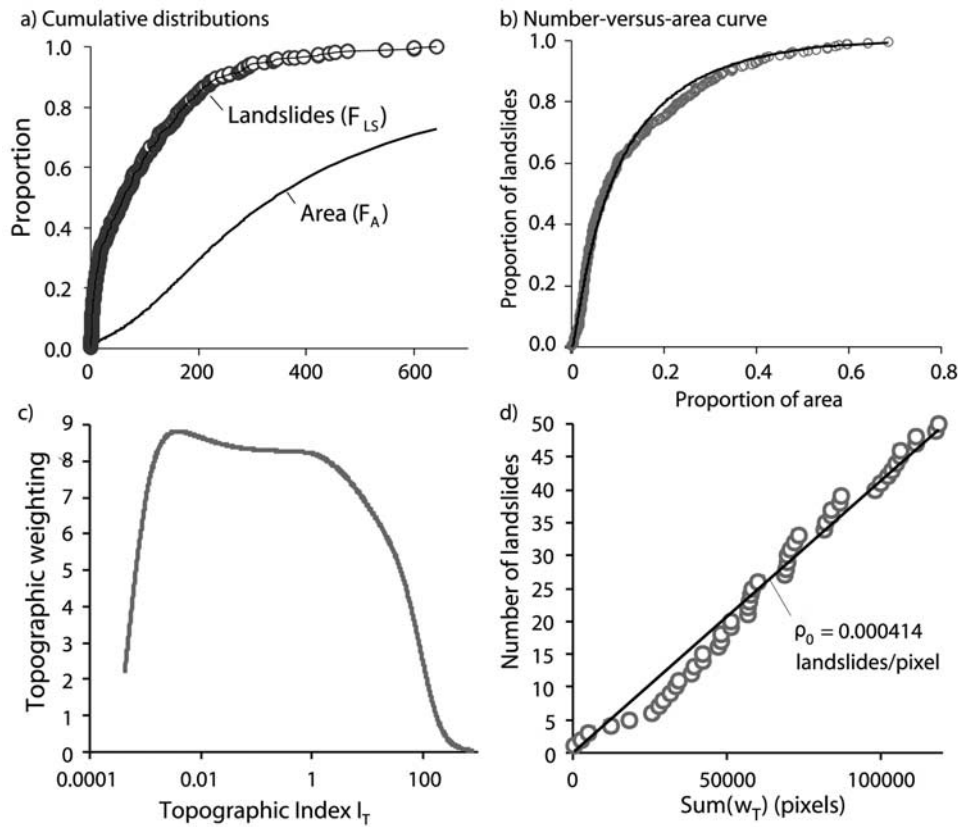 a) Cumulative distributions
Proportion
1.0
0.8
0.6
0.4
0.2
0.0
Landslides (F_LS)
Area (F_A)
0 200 400 600
b) Number-versus-area curve
Proportion of landslides
1.0
0.8
0.6
0.4
0.2
0.0
0 0.2 0.4 0.6 0.8
Proportion of area
c)
Topographic weighting
9
8
7
6
5
4
3
2
1
0
0.0001 0.01 1 100
Topographic Index I_T
d)
Number of landslides
50
45
40
35
30
25
20
15
10
5
0
ρ_0 = 0.000414
landslides/pixel
0 50000 100000
Sum(w_T) (pixels)